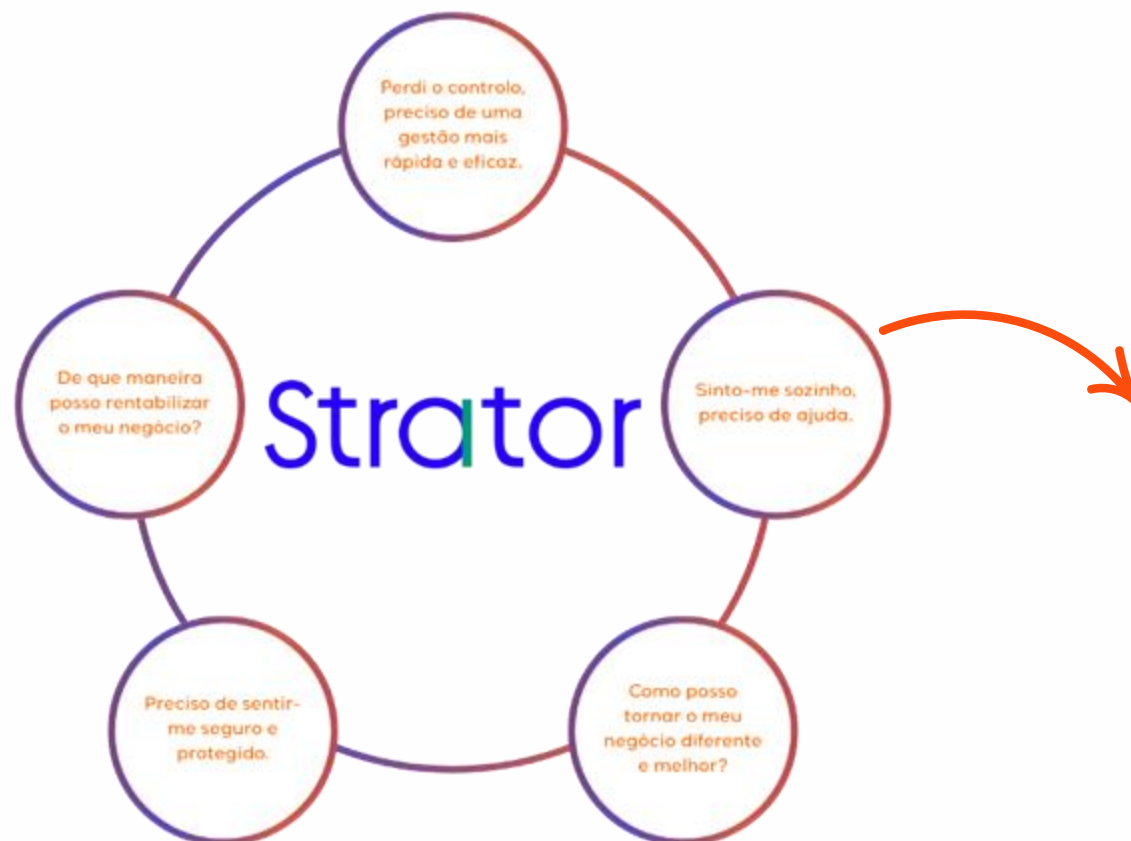 Perdi o controlo,
preciso de uma
gestão mais
rápida e eficaz.
De que maneira
posso rentabilizar
o meu negócio?
Strator
Sinto-me sozinho,
preciso de ajuda.
Preciso de sentir-
me seguro e
protegido.
Como posso
tornar o meu
negócio diferente
e melhor?